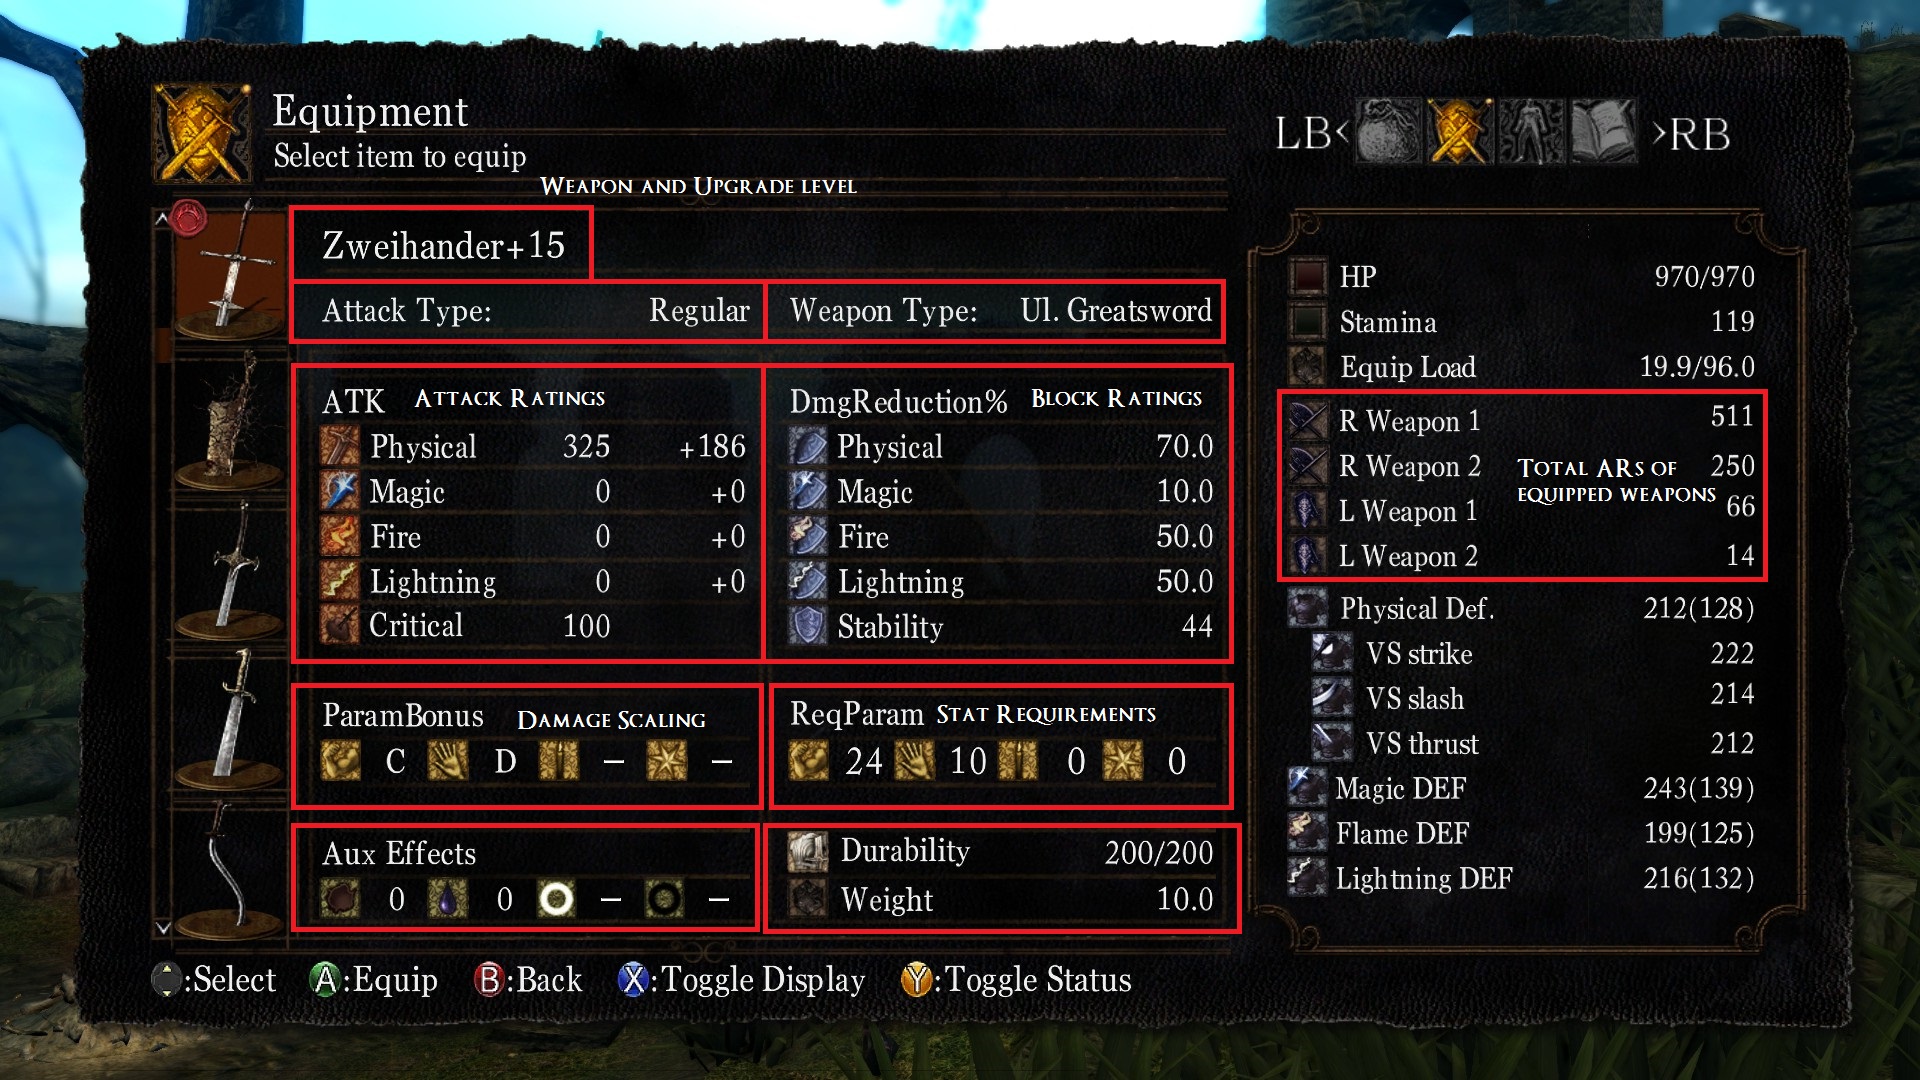 Equipment
Select item to equip
LB< >RB
Weapon and Upgrade level
Zweihander+15
Attack Type: Regular
Weapon Type: Ul. Greatsword
ATK Attack Ratings
Physical 325 +186
Magic 0 +0
Fire 0 +0
Lightning 0 +0
Critical 100
DmgReduction% Block Ratings
Physical 70.0
Magic 10.0
Fire 50.0
Lightning 50.0
Stability 44
ParamBonus Damage Scaling
C D – –
ReqParam Stat Requirements
24 10 0 0
Aux Effects
0 0 – –
Durability 200/200
Weight 10.0
HP 970/970
Stamina 119
Equip Load 19.9/96.0
R Weapon 1 511
R Weapon 2 250
L Weapon 1 66
L Weapon 2 14
Total ARs of
equipped weapons
Physical Def. 212(128)
VS strike 222
VS slash 214
VS thrust 212
Magic DEF 243(139)
Flame DEF 199(125)
Lightning DEF 216(132)
:Select A:Equip B:Back X:Toggle Display Y:Toggle Status